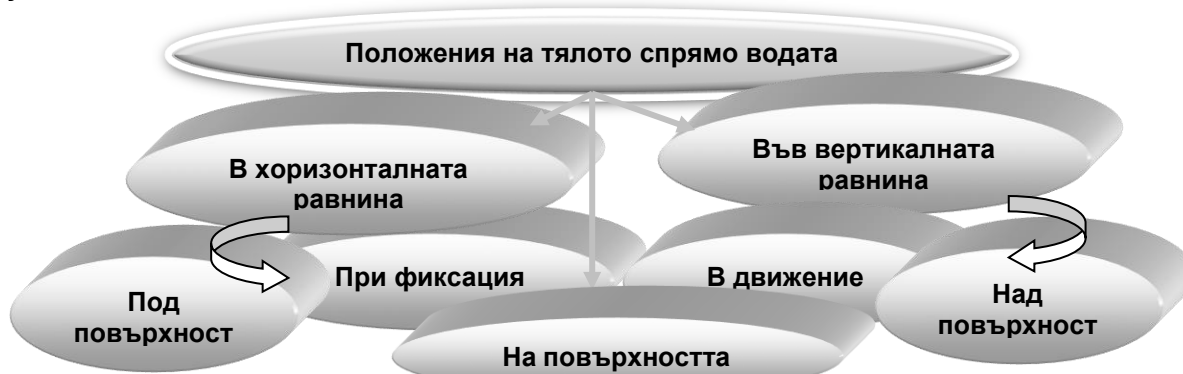 Положения на тялото спрямо водата
В хоризонталната
равнина
Във вертикалната
равнина
При фиксация
В движение
Под
повърхност
Над
повърхност
На повърхността